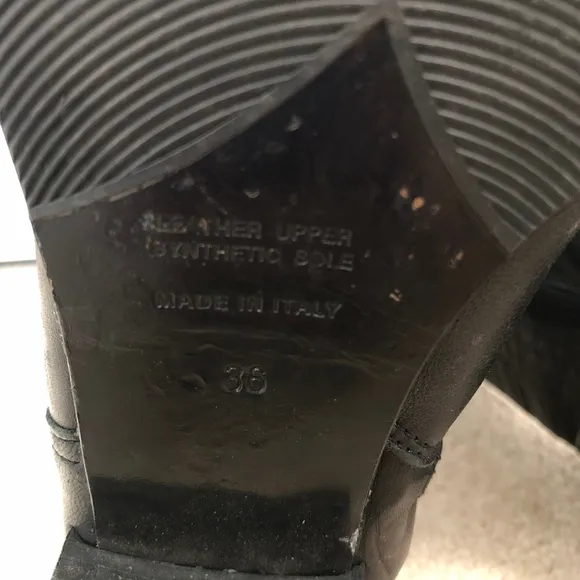 LEATHER UPPER
SYNTHETIC SOLE
MADE IN ITALY
36